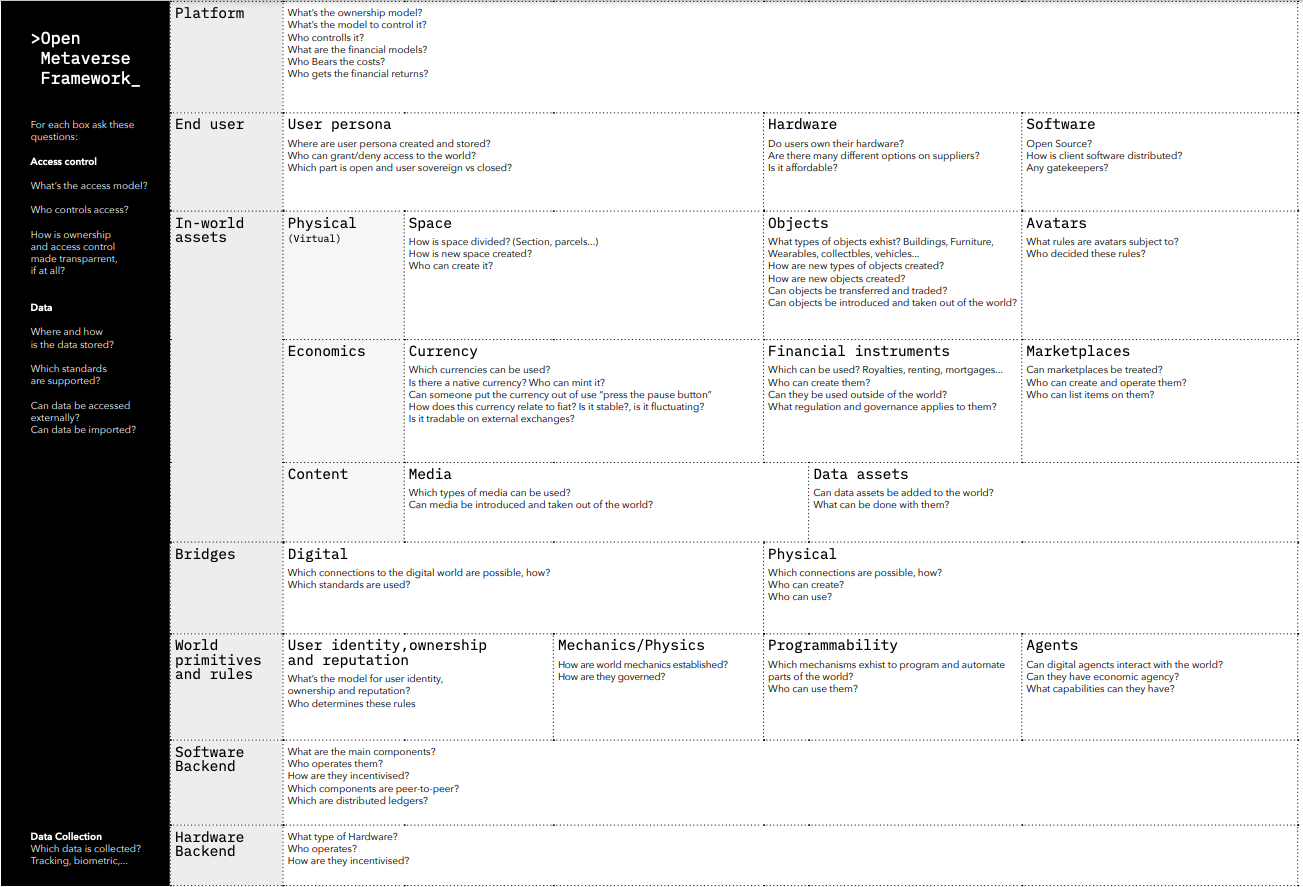 >Open
Metaverse
Framework_
For each box ask these
questions:
Access control
What's the access model?
Who controls access?
How is ownership
and access control
made transparrent,
if at all?
Data
Where and how
is the data stored?
Which standards
are supported?
Can data be accessed
externally?
Can data be imported?
Data Collection
Which data is collected?
Tracking, biometric,...
Platform
What's the ownership model?
What's the model to control it?
Who controlls it?
What are the financial models?
Who Bears the costs?
Who gets the financial returns?
End user
User persona
Where are user persona created and stored?
Who can grant/deny access to the world?
Which part is open and user sovereign vs closed?
Hardware
Do users own their hardware?
Are there many different options on suppliers?
Is it affordable?
Software
Open Source?
How is client software distributed?
Any gatekeepers?
In-world
assets
Physical
(Virtual)
Space
How is space divided? (Section, parcels...)
How is new space created?
Who can create it?
Objects
What types of objects exhist? Buildings, Furniture,
Wearables, collectbles, vehicles...
How are new types of objects created?
How are new objects created?
Can objects be transferred and traded?
Can objects be introduced and taken out of the world?
Avatars
What rules are avatars subject to?
Who decided these rules?
Economics
Currency
Which currencies can be used?
Is there a native currency? Who can mint it?
Can someone put the currency out of use "press the pause button"
How does this currency relate to fiat? Is it stable?, is it fluctuating?
Is it tradable on external exchanges?
Financial instruments
Which can be used? Royalties, renting, mortgages...
Who can create them?
Can they be used outside of the world?
What regulation and governance applies to them?
Marketplaces
Can marketplaces be treated?
Who can create and operate them?
Who can list items on them?
Content
Media
Which types of media can be used?
Can media be introduced and taken out of the world?
Data assets
Can data assets be added to the world?
What can be done with them?
Bridges
Digital
Which connections to the digital world are possible, how?
Which standards are used?
Physical
Which connections are possible, how?
Who can create?
Who can use?
World
primitives
and rules
User identity,ownership
and reputation
What's the model for user identity,
ownership and reputation?
Who determines these rules
Mechanics/Physics
How are world mechanics established?
How are they governed?
Programmability
Which mechanisms exhist to program and automate
parts of the world?
Who can use them?
Agents
Can digital agencts interact with the world?
Can they have economic agency?
What capabilities can they have?
Software
Backend
What are the main components?
Who operates them?
How are they incentivised?
Which components are peer-to-peer?
Which are distributed ledgers?
Hardware
Backend
What type of Hardware?
Who operates?
How are they incentivised?